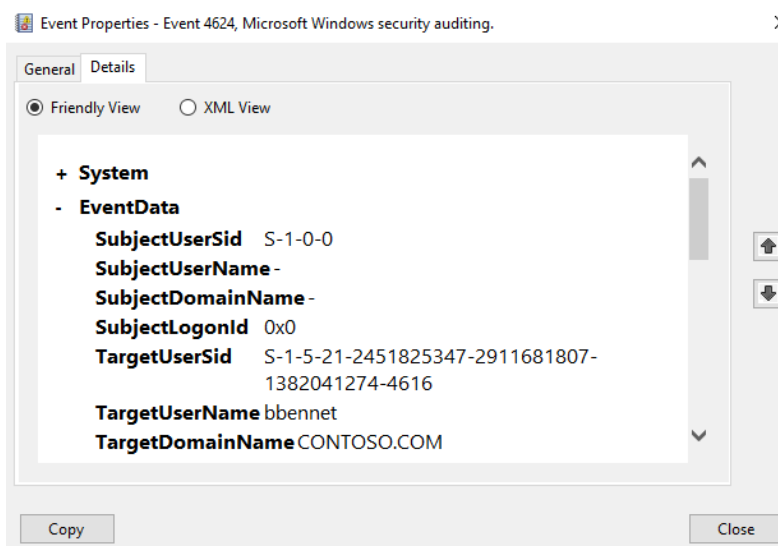 Event Properties - Event 4624, Microsoft Windows security auditing.
General Details
Friendly View XML View
+ System
- EventData
SubjectUserSid S-1-0-0
SubjectUserName -
SubjectDomainName -
SubjectLogonId 0x0
TargetUserSid S-1-5-21-2451825347-2911681807-
1382041274-4616
TargetUserName bbennet
TargetDomainName CONTOSO.COM
Copy Close